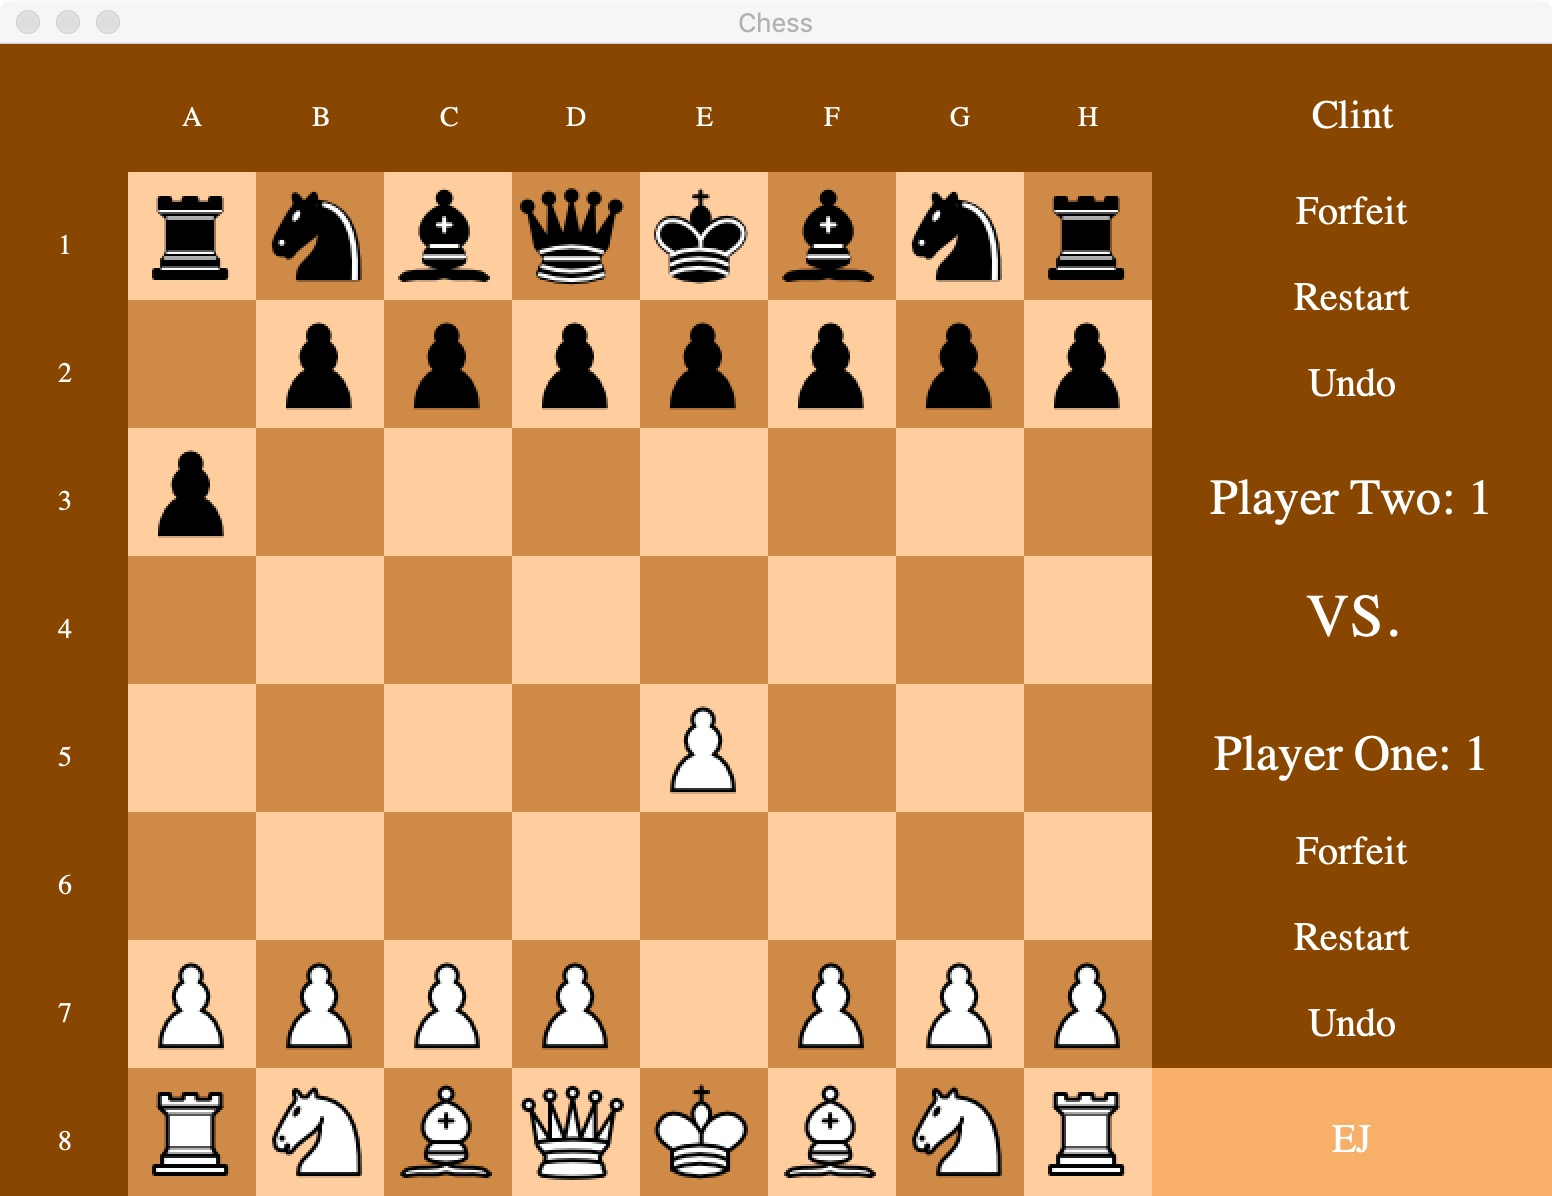 Chess
A B C D E F G H
Clint
Forfeit
1
Restart
2
Undo
3
Player Two: 1
4
vs.
5
Player One: 1
Forfeit
6
Restart
7
Undo
8
EJ